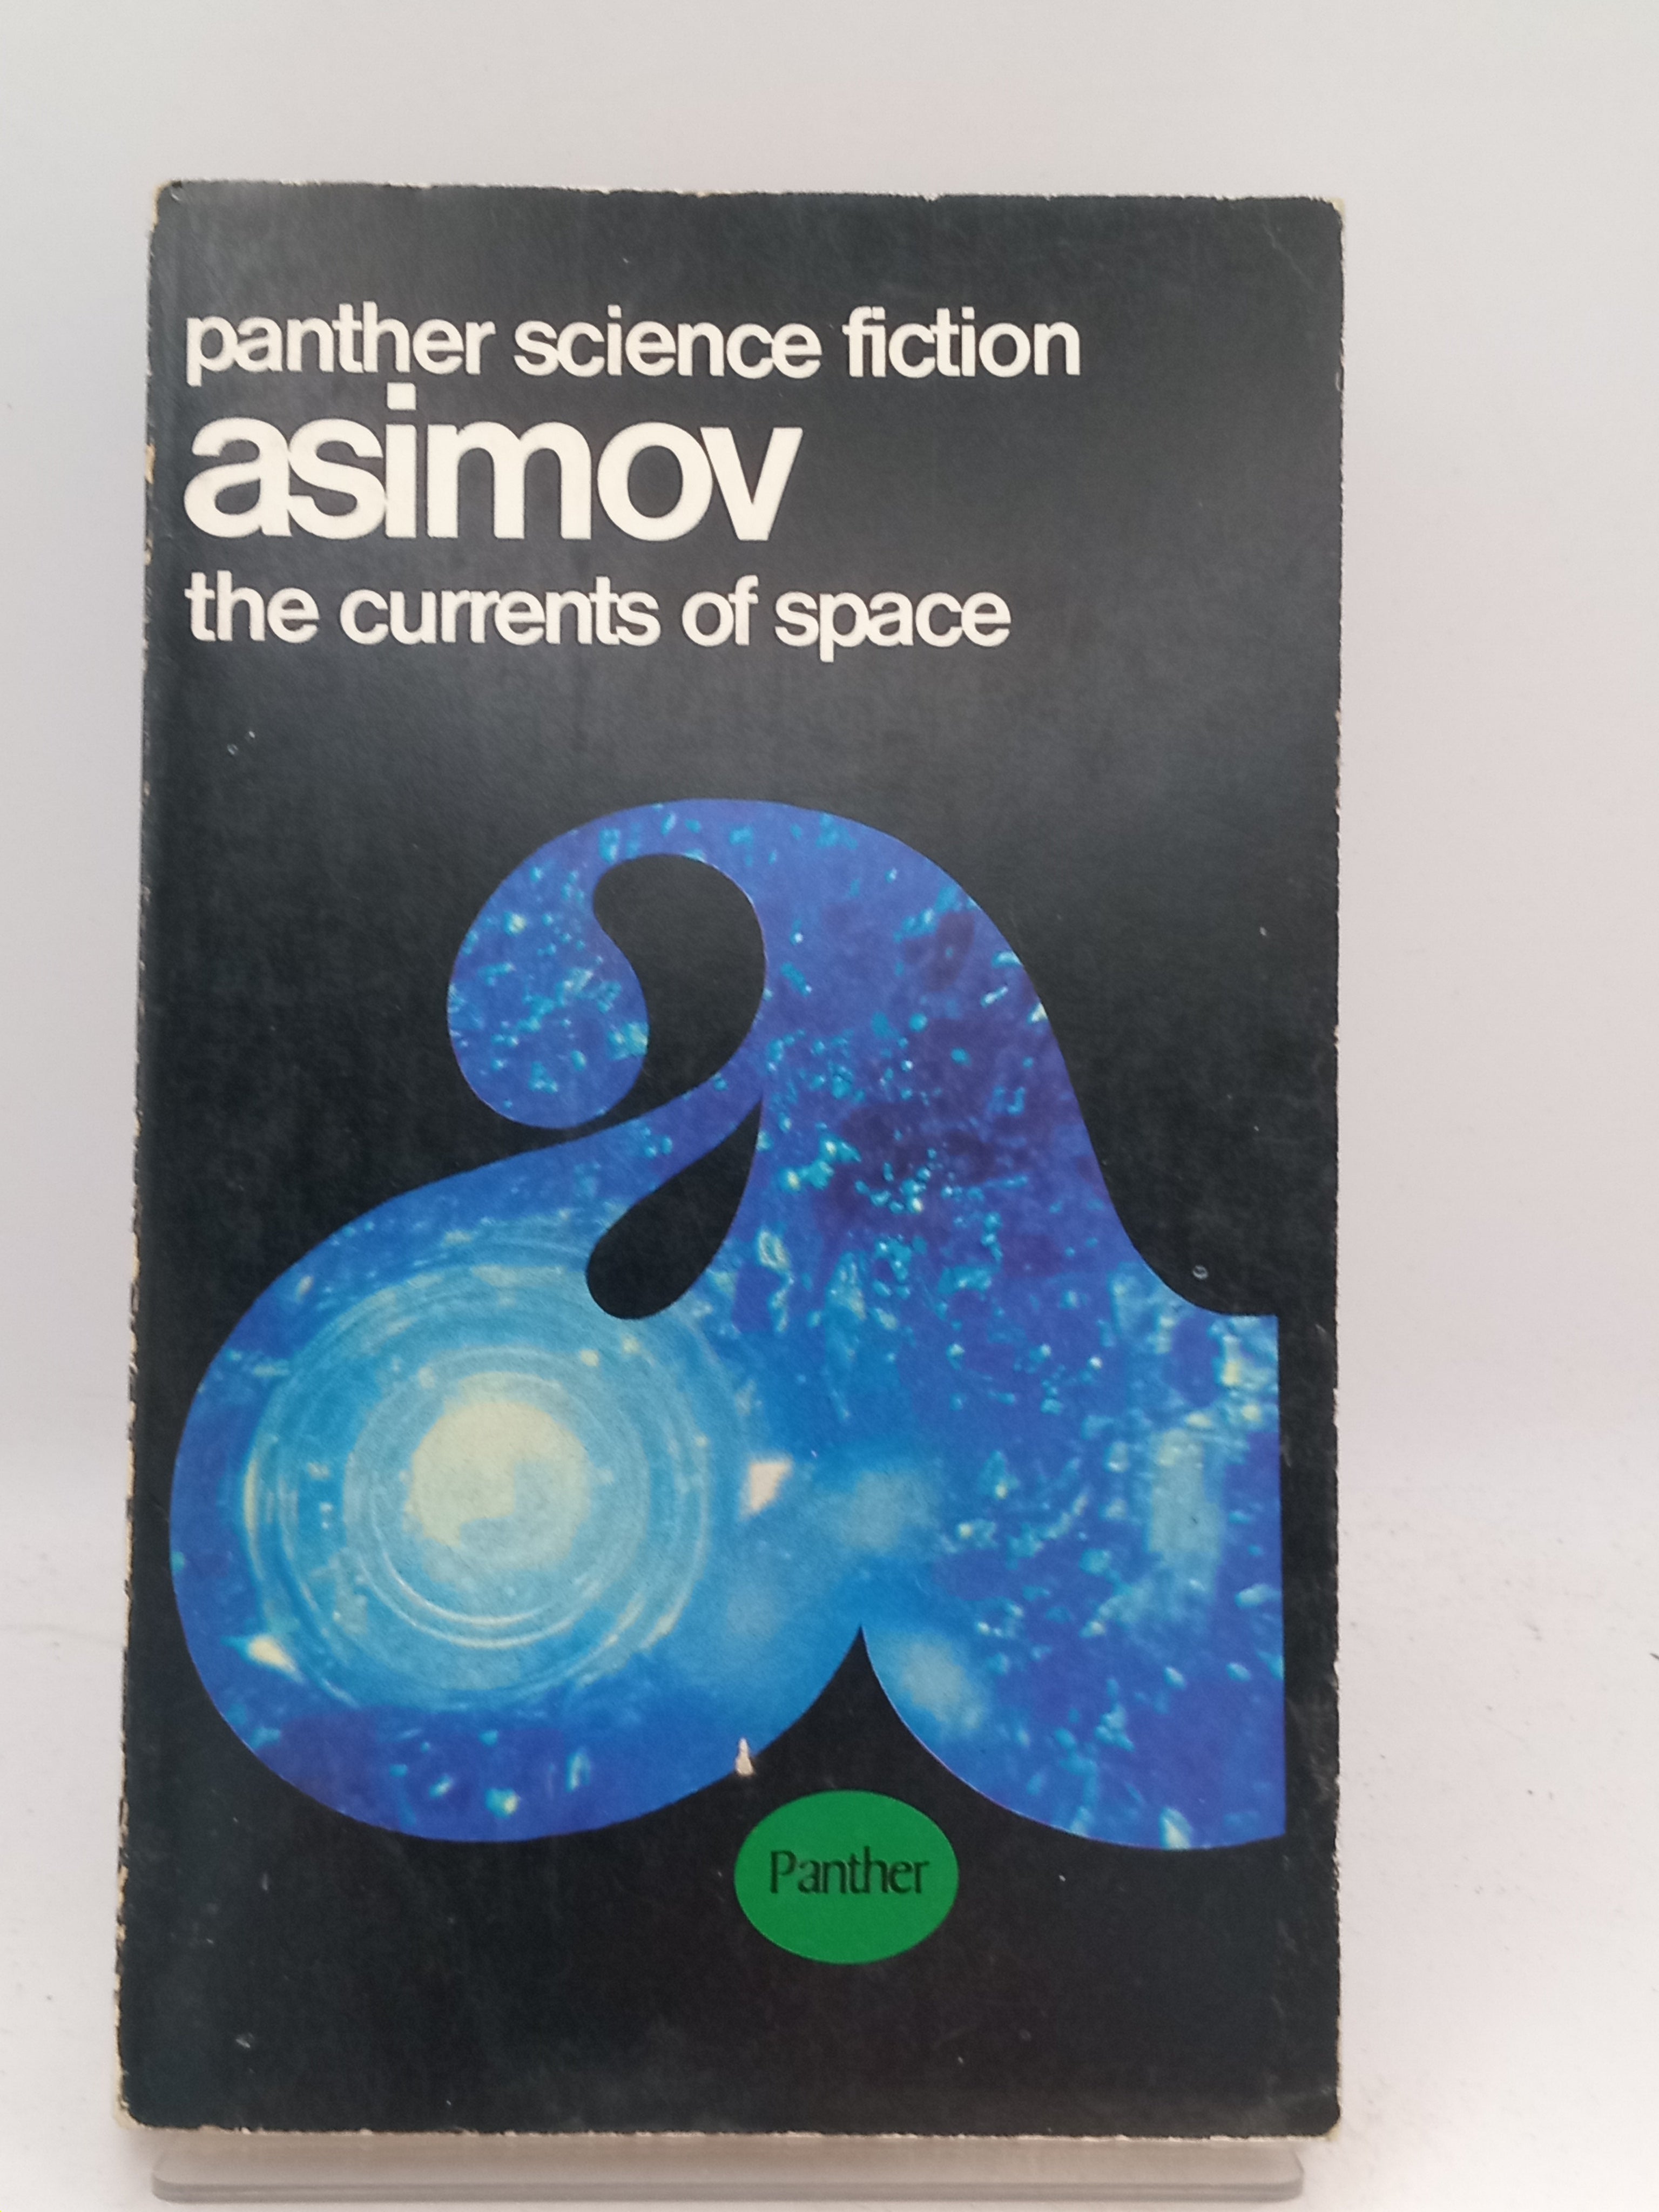 panther science fiction
asimov
the currents of space
a
Panther